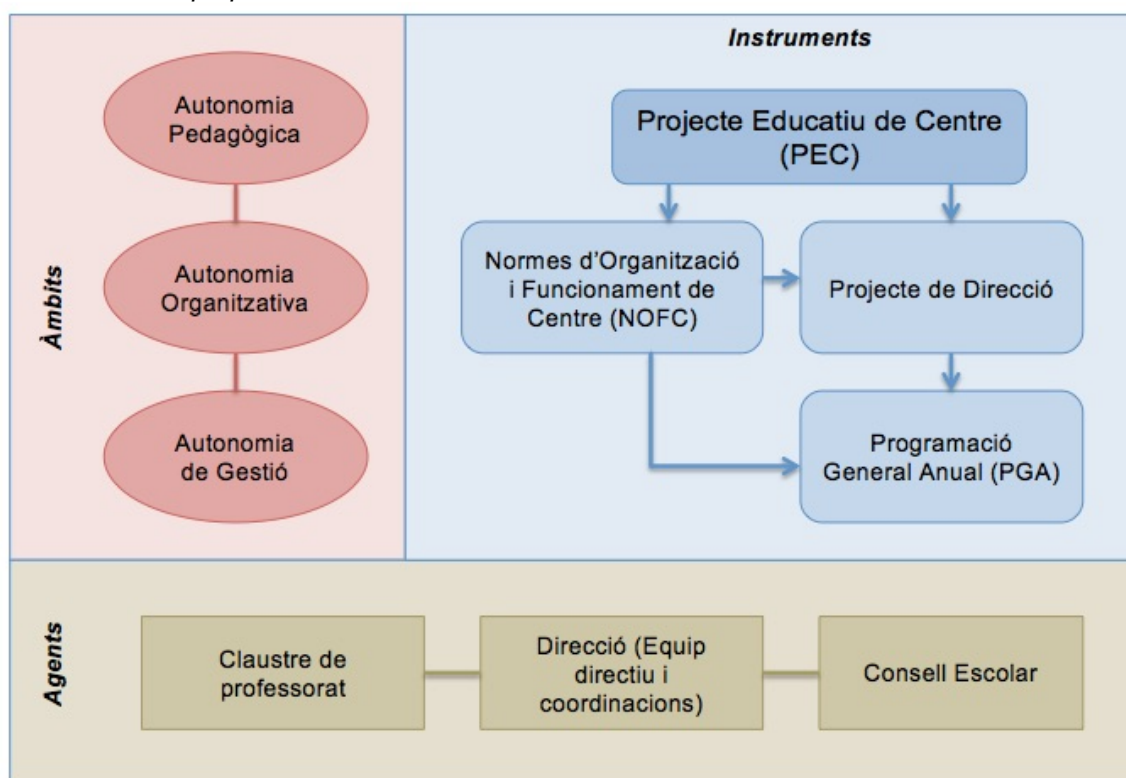 Àmbits
Autonomia
Pedagògica
Autonomia
Organitzativa
Autonomia
de Gestió
Instruments
Projecte Educatiu de Centre
(PEC)
Normes d'Organització
i Funcionament de
Centre (NOFC)
Projecte de Direcció
Programació
General Anual (PGA)
Agents
Claustre de
professorat
Direcció (Equip
directiu i
coordinacions)
Consell Escolar